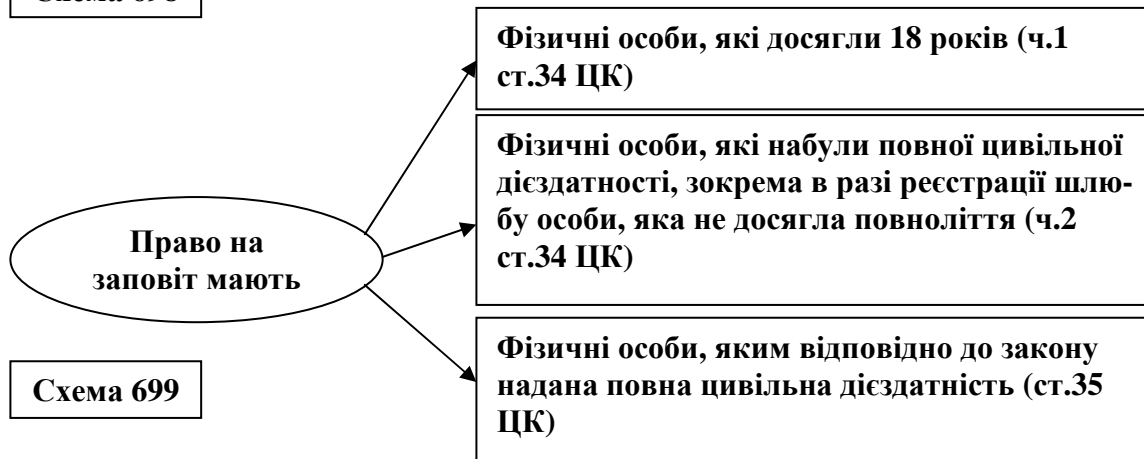 Фізичні особи, які досягли 18 років (ч.1
ст.34 ЦК)
Фізичні особи, які набули повної цивільної
дієздатності, зокрема в разі реєстрації шлю-
бу особи, яка не досягла повноліття (ч.2
ст.34 ЦК)
Право на
заповіт мають
Фізичні особи, яким відповідно до закону
надана повна цивільна дієздатність (ст.35
ЦК)
Схема 699